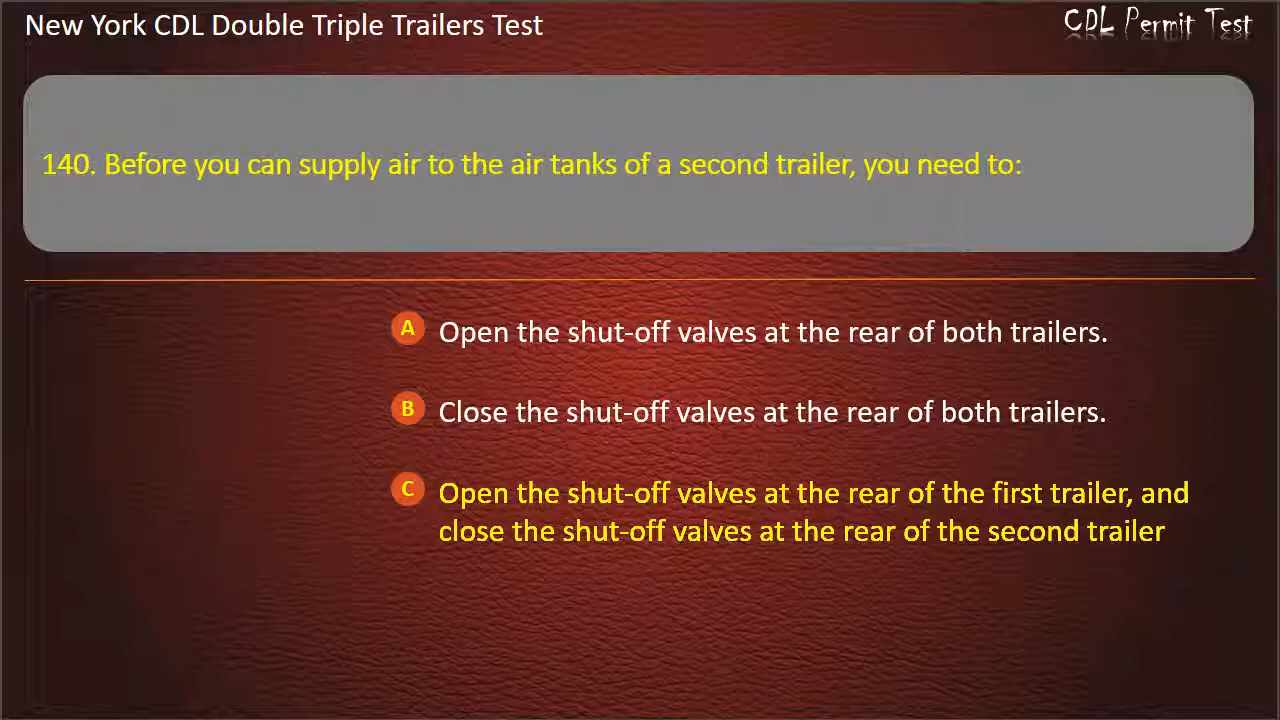 New York CDL Double Triple Trailers Test
CDL Permit Test
140. Before you can supply air to the air tanks of a second trailer, you need to:
A Open the shut-off valves at the rear of both trailers.
B Close the shut-off valves at the rear of both trailers.
C Open the shut-off valves at the rear of the first trailer, and
close the shut-off valves at the rear of the second trailer